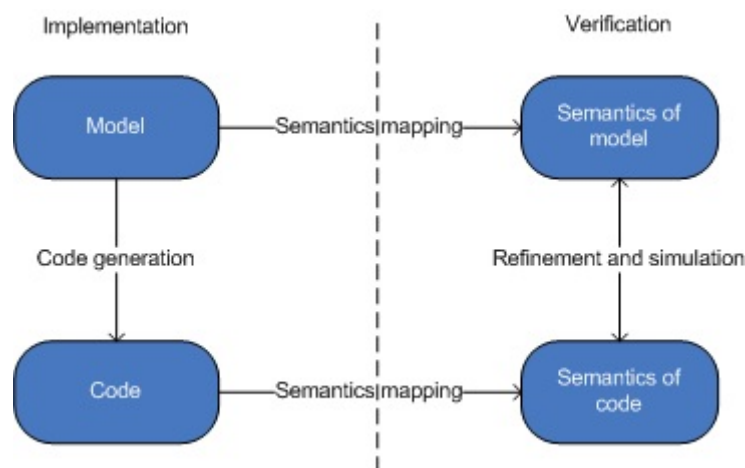 Implementation
Verification
Model
Semantics mapping
Semantics of
model
Code generation
Refinement and simulation
Code
Semantics mapping
Semantics of
code